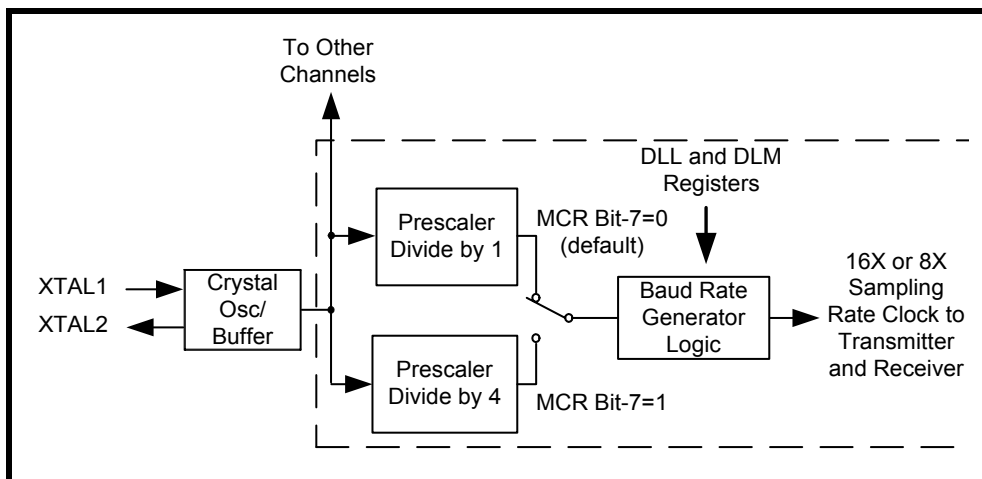 To Other
Channels
DLL and DLM
Registers
Prescaler
Divide by 1
MCR Bit-7=0
(default)
16X or 8X
Sampling
Rate Clock to
Transmitter
and Receiver
XTAL1
XTAL2
Crystal
Osc/
Buffer
Baud Rate
Generator
Logic
Prescaler
Divide by 4
MCR Bit-7=1